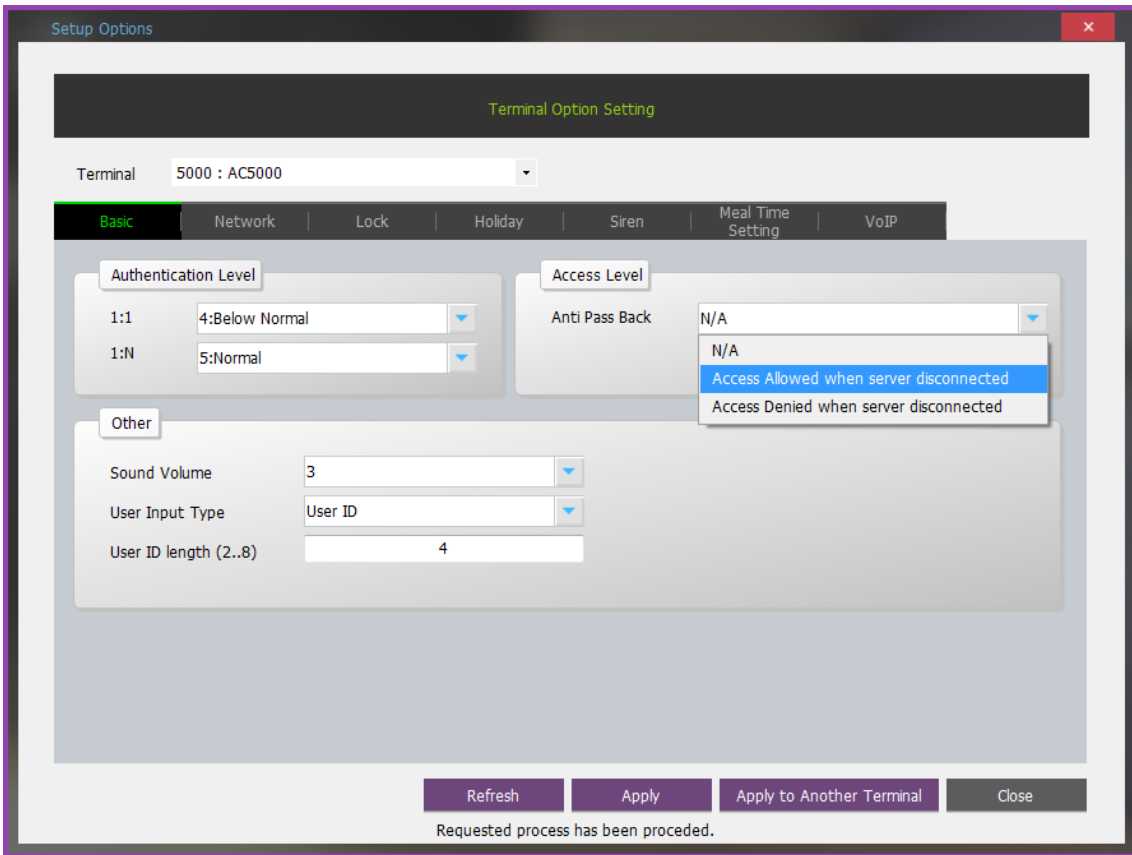 Setup Options
Terminal Option Setting
Terminal 5000 : AC5000
Basic Network Lock Holiday Siren Meal Time Setting VoIP
Authentication Level
1:1 4:Below Normal
1:N 5:Normal
Access Level
Anti Pass Back N/A
N/A
Access Allowed when server disconnected
Access Denied when server disconnected
Other
Sound Volume 3
User Input Type User ID
User ID length (2..8) 4
Refresh Apply Apply to Another Terminal Close
Requested process has been proceded.